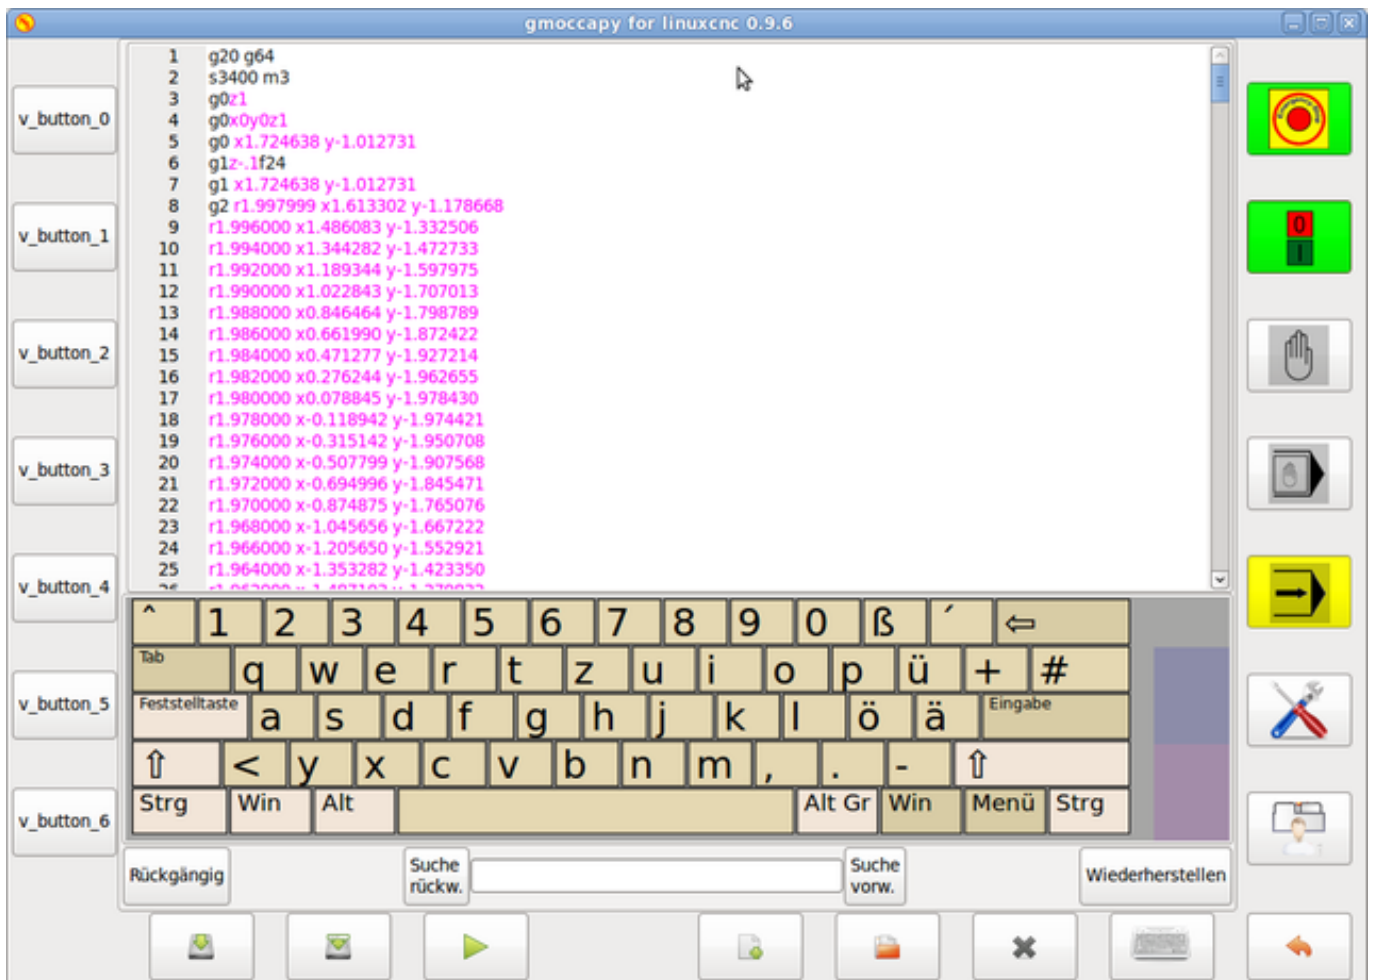 gmoccapy for linuxcnc 0.9.6
v_button_0
v_button_1
v_button_2
v_button_3
v_button_4
v_button_5
v_button_6
1 g20 g64
2 s3400 m3
3 g0z1
4 g0x0y0z1
5 g0 x1.724638 y-1.012731
6 g1z-.1f24
7 g1 x1.724638 y-1.012731
8 g2 r1.997999 x1.613302 y-1.178668
9 r1.996000 x1.486083 y-1.332506
10 r1.994000 x1.344282 y-1.472733
11 r1.992000 x1.189344 y-1.597975
12 r1.990000 x1.022843 y-1.707013
13 r1.988000 x0.846464 y-1.798789
14 r1.986000 x0.661990 y-1.872422
15 r1.984000 x0.471277 y-1.927214
16 r1.982000 x0.276244 y-1.962655
17 r1.980000 x0.078845 y-1.978430
18 r1.978000 x-0.118942 y-1.974421
19 r1.976000 x-0.315142 y-1.950708
20 r1.974000 x-0.507799 y-1.907568
21 r1.972000 x-0.694996 y-1.845471
22 r1.970000 x-0.874875 y-1.765076
23 r1.968000 x-1.045656 y-1.667222
24 r1.966000 x-1.205650 y-1.552921
25 r1.964000 x-1.353282 y-1.423350
^ 1 2 3 4 5 6 7 8 9 0 ß ´ ⇦
Tab q w e r t z u i o p ü + #
Feststelltaste a s d f g h j k l ö ä Eingabe
⇧ < y x c v b n m , . - ⇧
Strg Win Alt Alt Gr Win Menü Strg
Rückgängig
Suche
rückw.
Suche
vorw.
Wiederherstellen
0
I